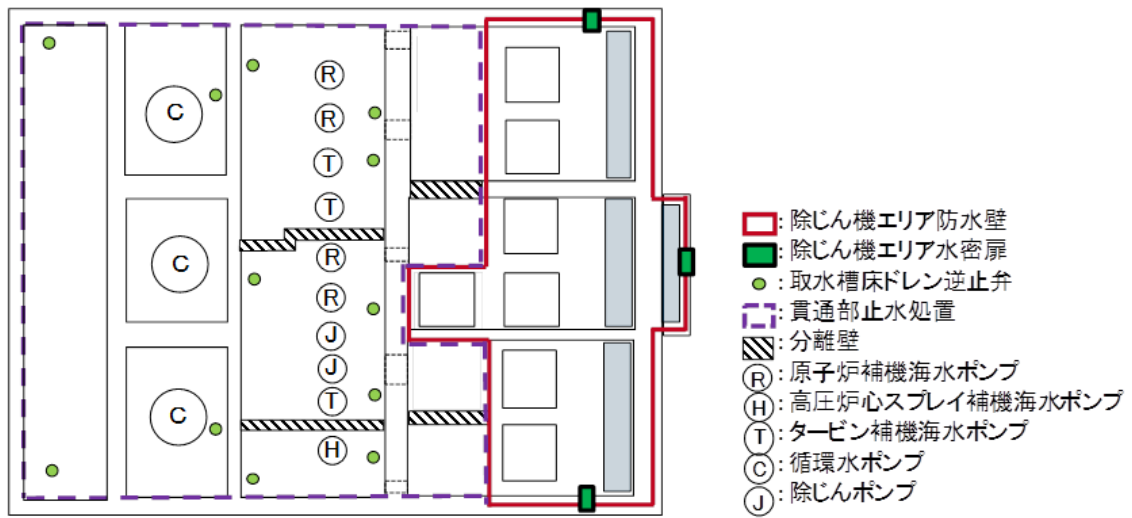 C
C
C
R
R
T
T
R
R
J
J
T
H
: 除じん機エリア防水壁
: 除じん機エリア水密扉
: 取水槽床ドレン逆止弁
: 貫通部止水処置
: 分離壁
R : 原子炉補機海水ポンプ
H : 高圧炉心スプレイ補機海水ポンプ
T : タービン補機海水ポンプ
C : 循環水ポンプ
J : 除じんポンプ